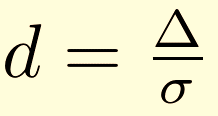 d = Δ/σ